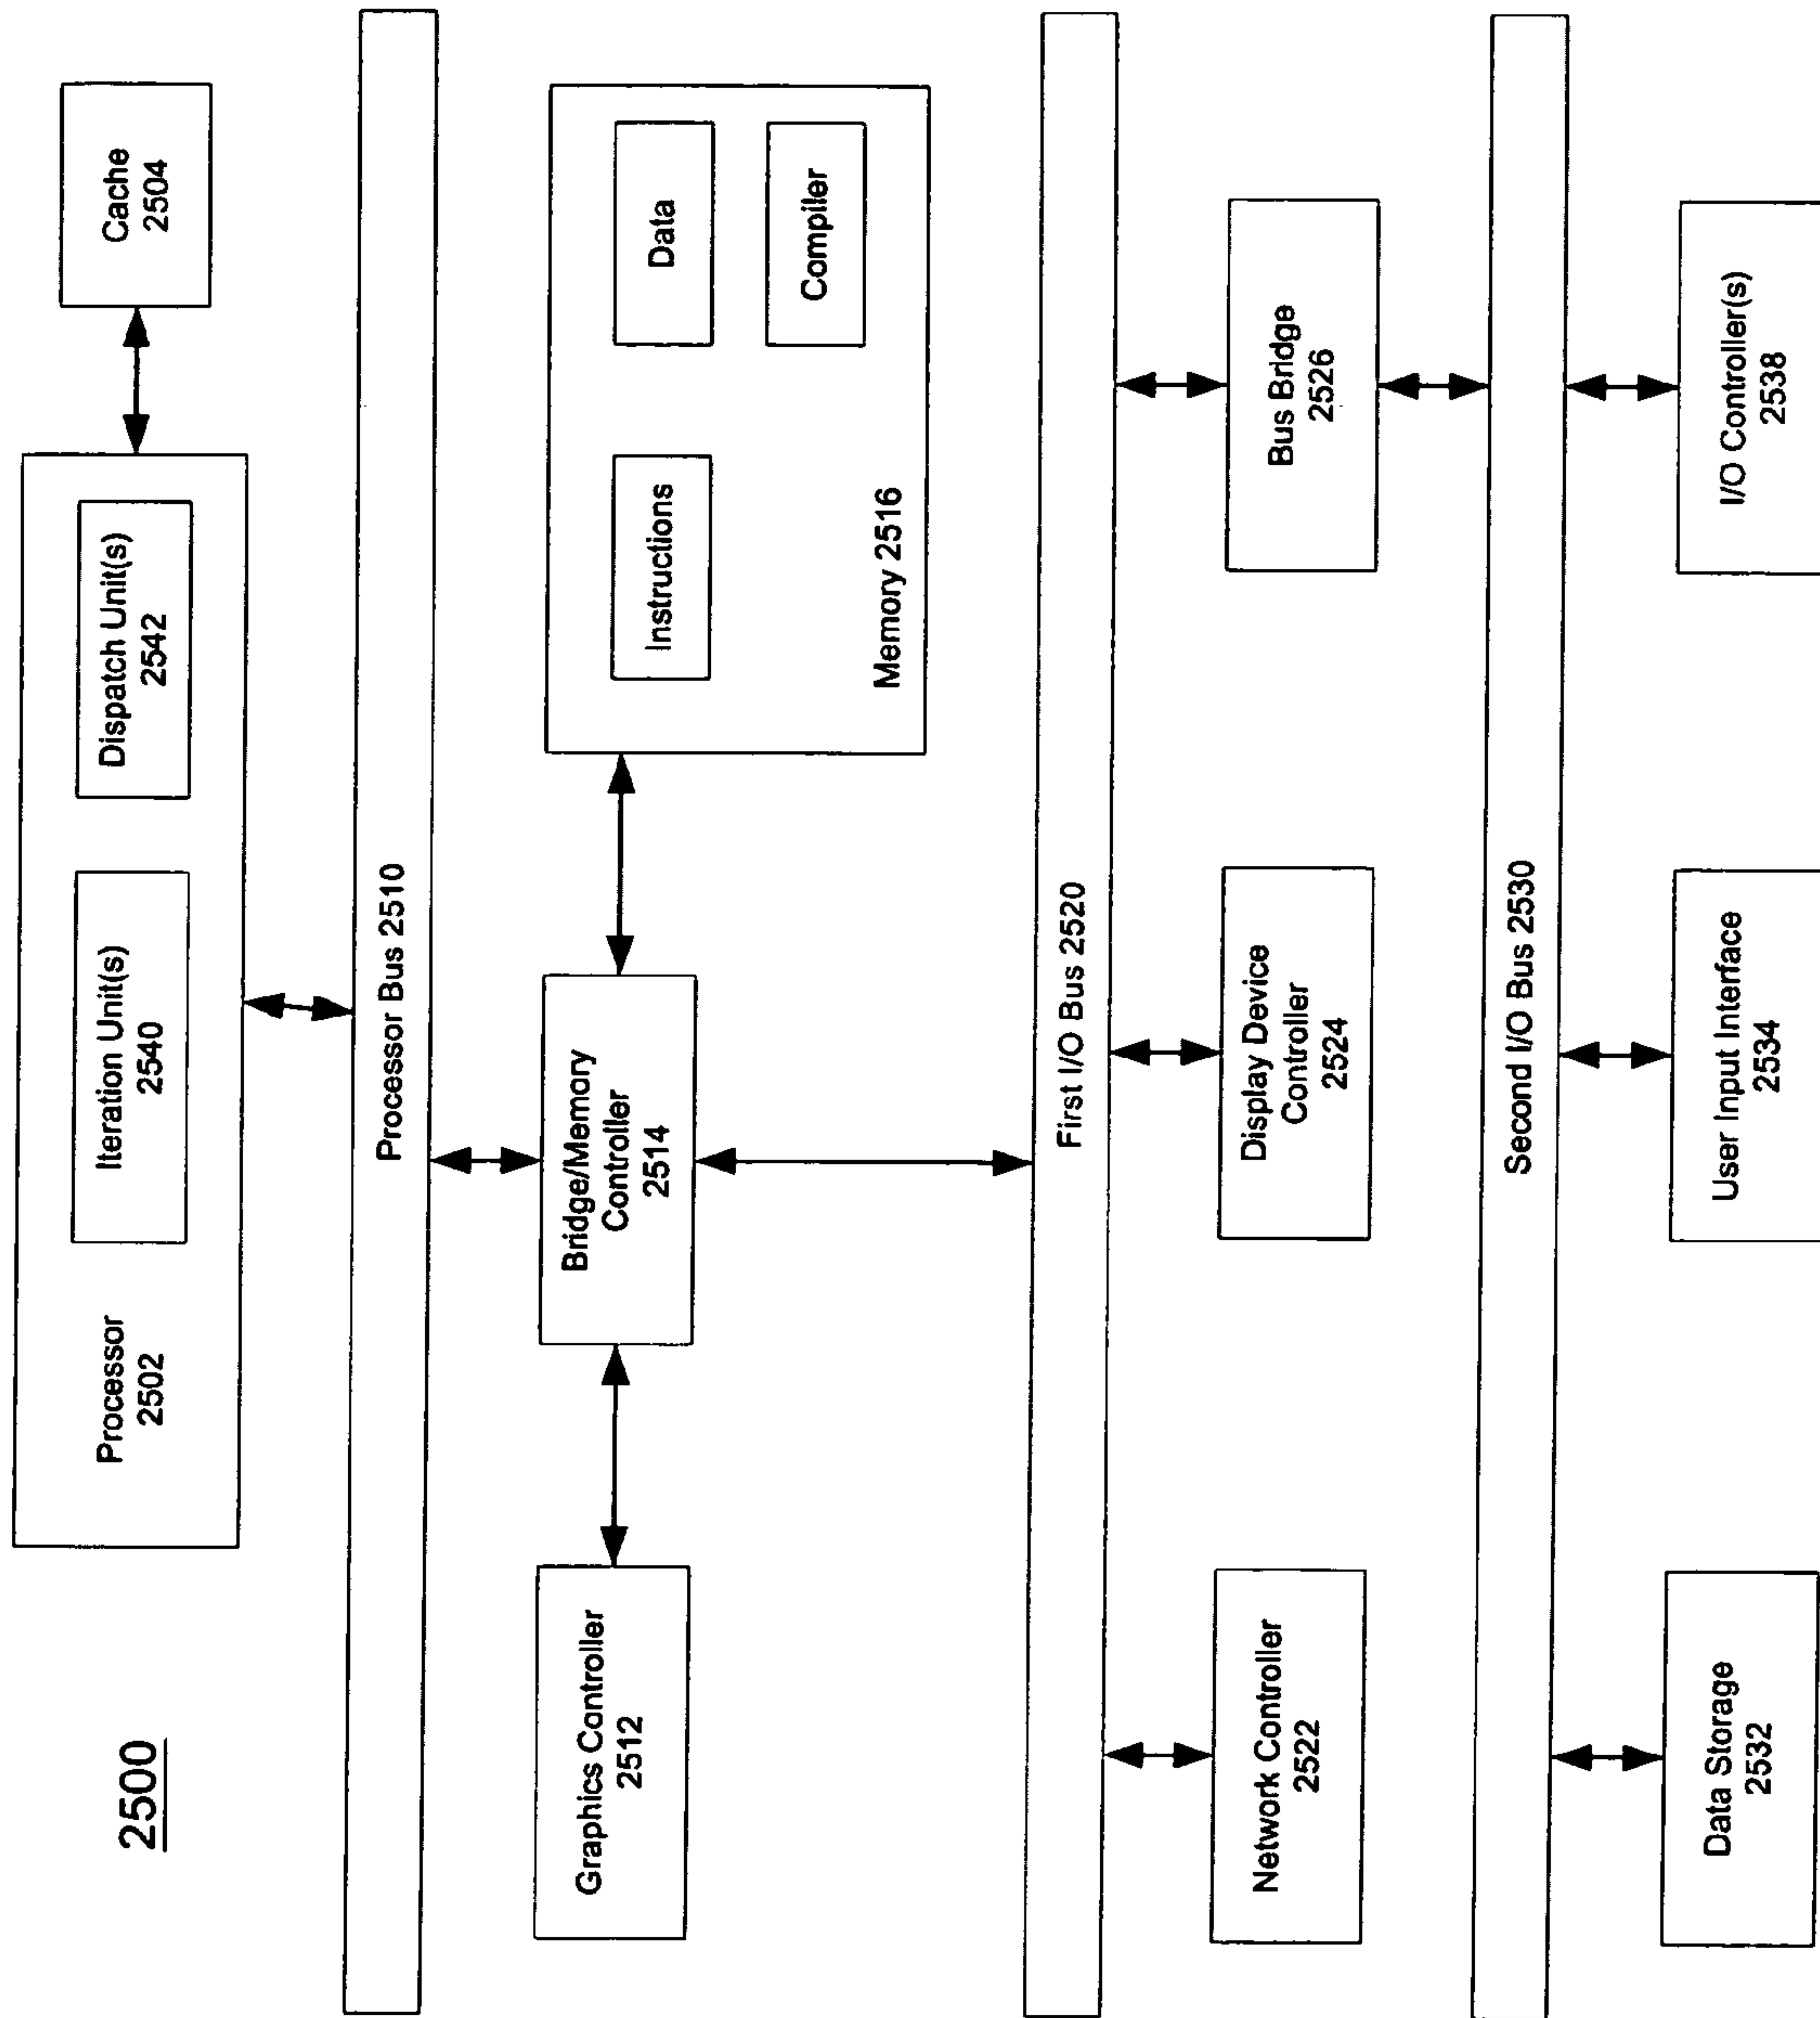 2500
Processor
2502
Iteration Unit(s)
2540
Dispatch Unit(s)
2542
Cache
2504
Processor Bus 2510
Graphics Controller
2512
Bridge/Memory
Controller
2514
Instructions
Data
Compiler
Memory 2516
First I/O Bus 2520
Network Controller
2522
Display Device
Controller
2524
Bus Bridge
2526
Second I/O Bus 2530
Data Storage
2532
User Input Interface
2534
I/O Controller(s)
2538